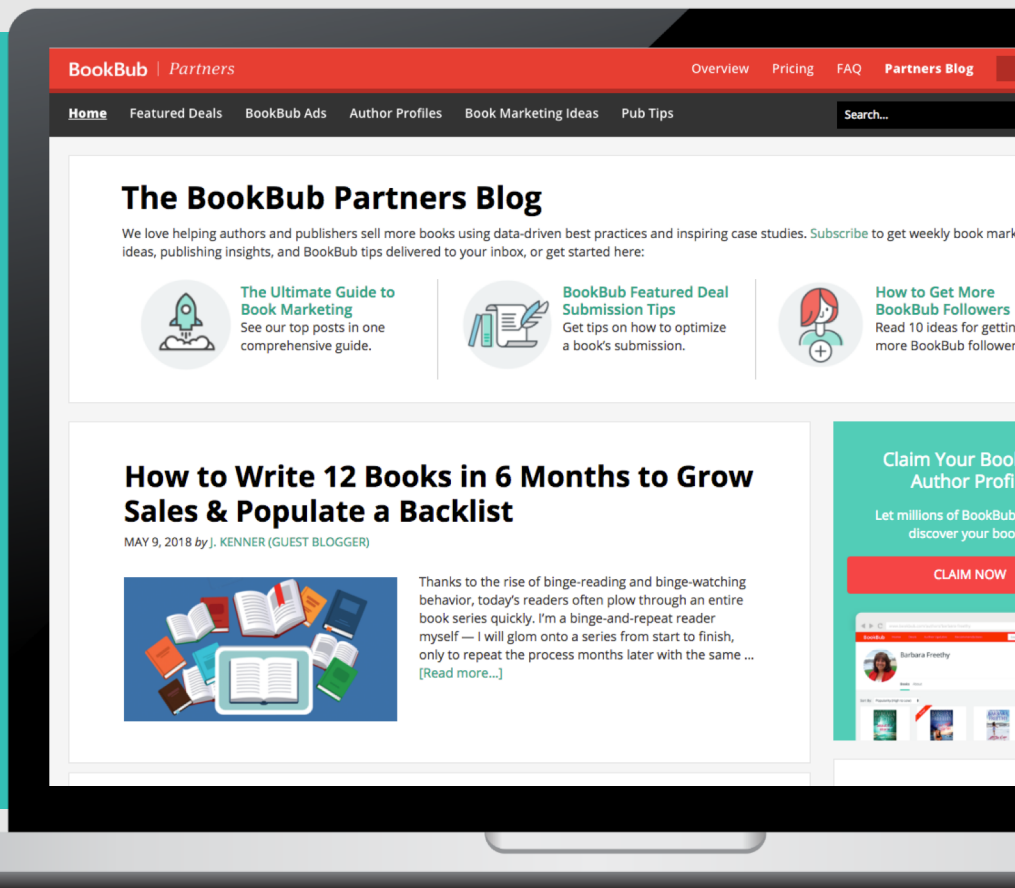 BookBub | Partners
Overview Pricing FAQ Partners Blog
Home Featured Deals BookBub Ads Author Profiles Book Marketing Ideas Pub Tips
Search...
The BookBub Partners Blog
We love helping authors and publishers sell more books using data-driven best practices and inspiring case studies. Subscribe to get weekly book mark
ideas, publishing insights, and BookBub tips delivered to your inbox, or get started here:
The Ultimate Guide to
Book Marketing
See our top posts in one
comprehensive guide.
BookBub Featured Deal
Submission Tips
Get tips on how to optimize
a book's submission.
How to Get More
BookBub Followers
Read 10 ideas for gettin
more BookBub follower
How to Write 12 Books in 6 Months to Grow
Sales & Populate a Backlist
MAY 9, 2018 by J. KENNER (GUEST BLOGGER)
Thanks to the rise of binge-reading and binge-watching
behavior, today's readers often plow through an entire
book series quickly. I'm a binge-and-repeat reader
myself — I will glom onto a series from start to finish,
only to repeat the process months later with the same ...
[Read more...]
Claim Your Boo
Author Profi
Let millions of BookBub
discover your boo
CLAIM NOW
BookBub
Barbara Freethy